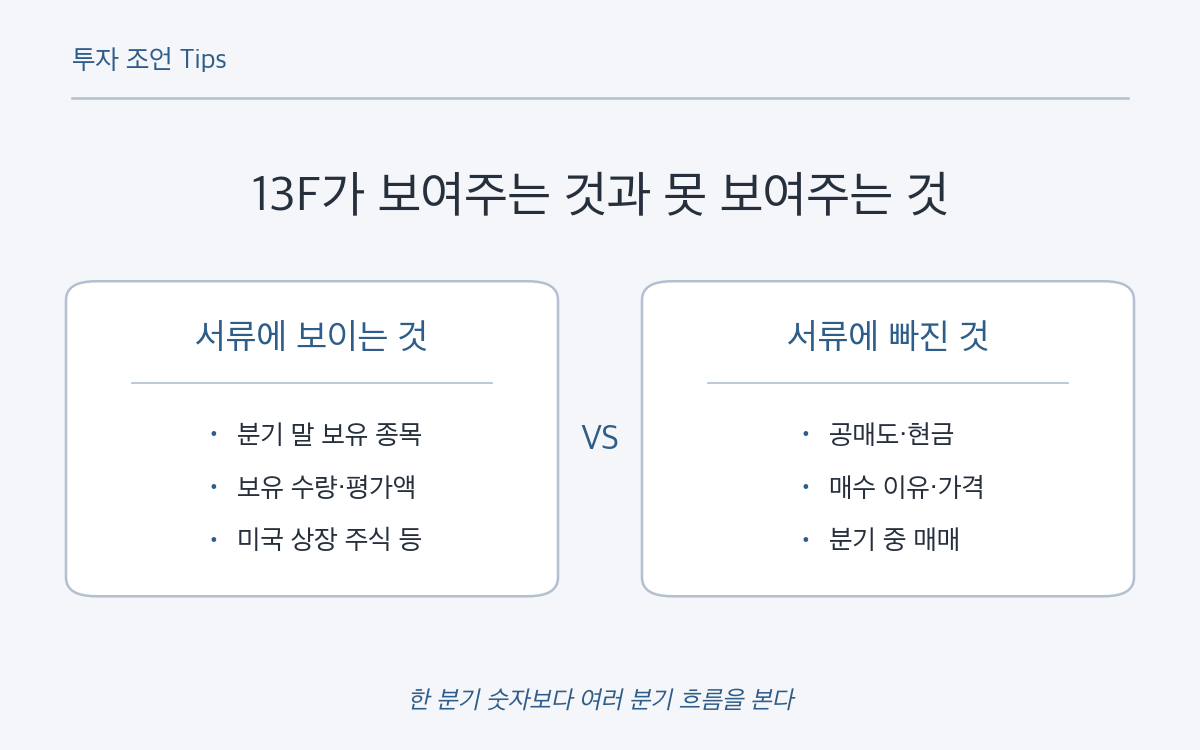 투자 조언 Tips
13F가 보여주는 것과 못 보여주는 것
서류에 보이는 것
• 분기 말 보유 종목
• 보유 수량·평가액
• 미국 상장 주식 등
VS
서류에 빠진 것
• 공매도·현금
• 매수 이유·가격
• 분기 중 매매
한 분기 숫자보다 여러 분기 흐름을 본다